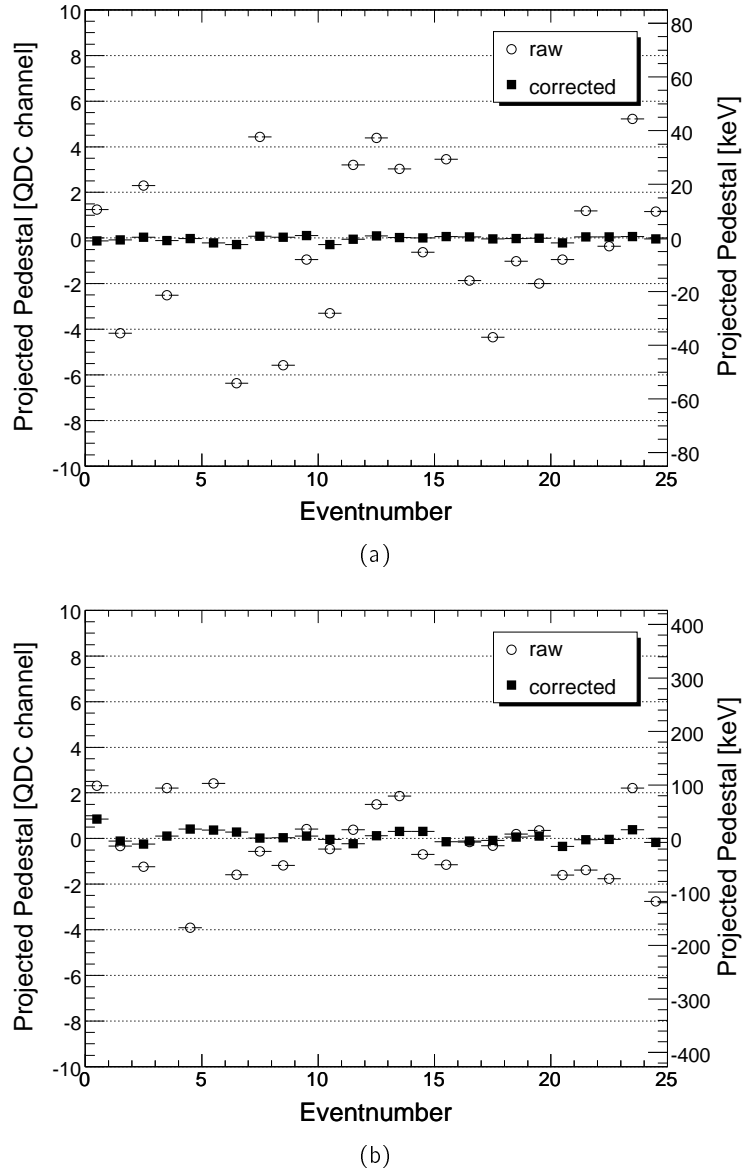 10
8
6
4
2
0
-2
-4
-6
-8
-10
Projected Pedestal [QDC channel]
raw
corrected
80
60
40
20
0
-20
-40
-60
-80
Projected Pedestal [keV]
0 5 10 15 20 25
Eventnumber
(a)
10
8
6
4
2
0
-2
-4
-6
-8
-10
Projected Pedestal [QDC channel]
raw
corrected
400
300
200
100
0
-100
-200
-300
-400
Projected Pedestal [keV]
0 5 10 15 20 25
Eventnumber
(b)